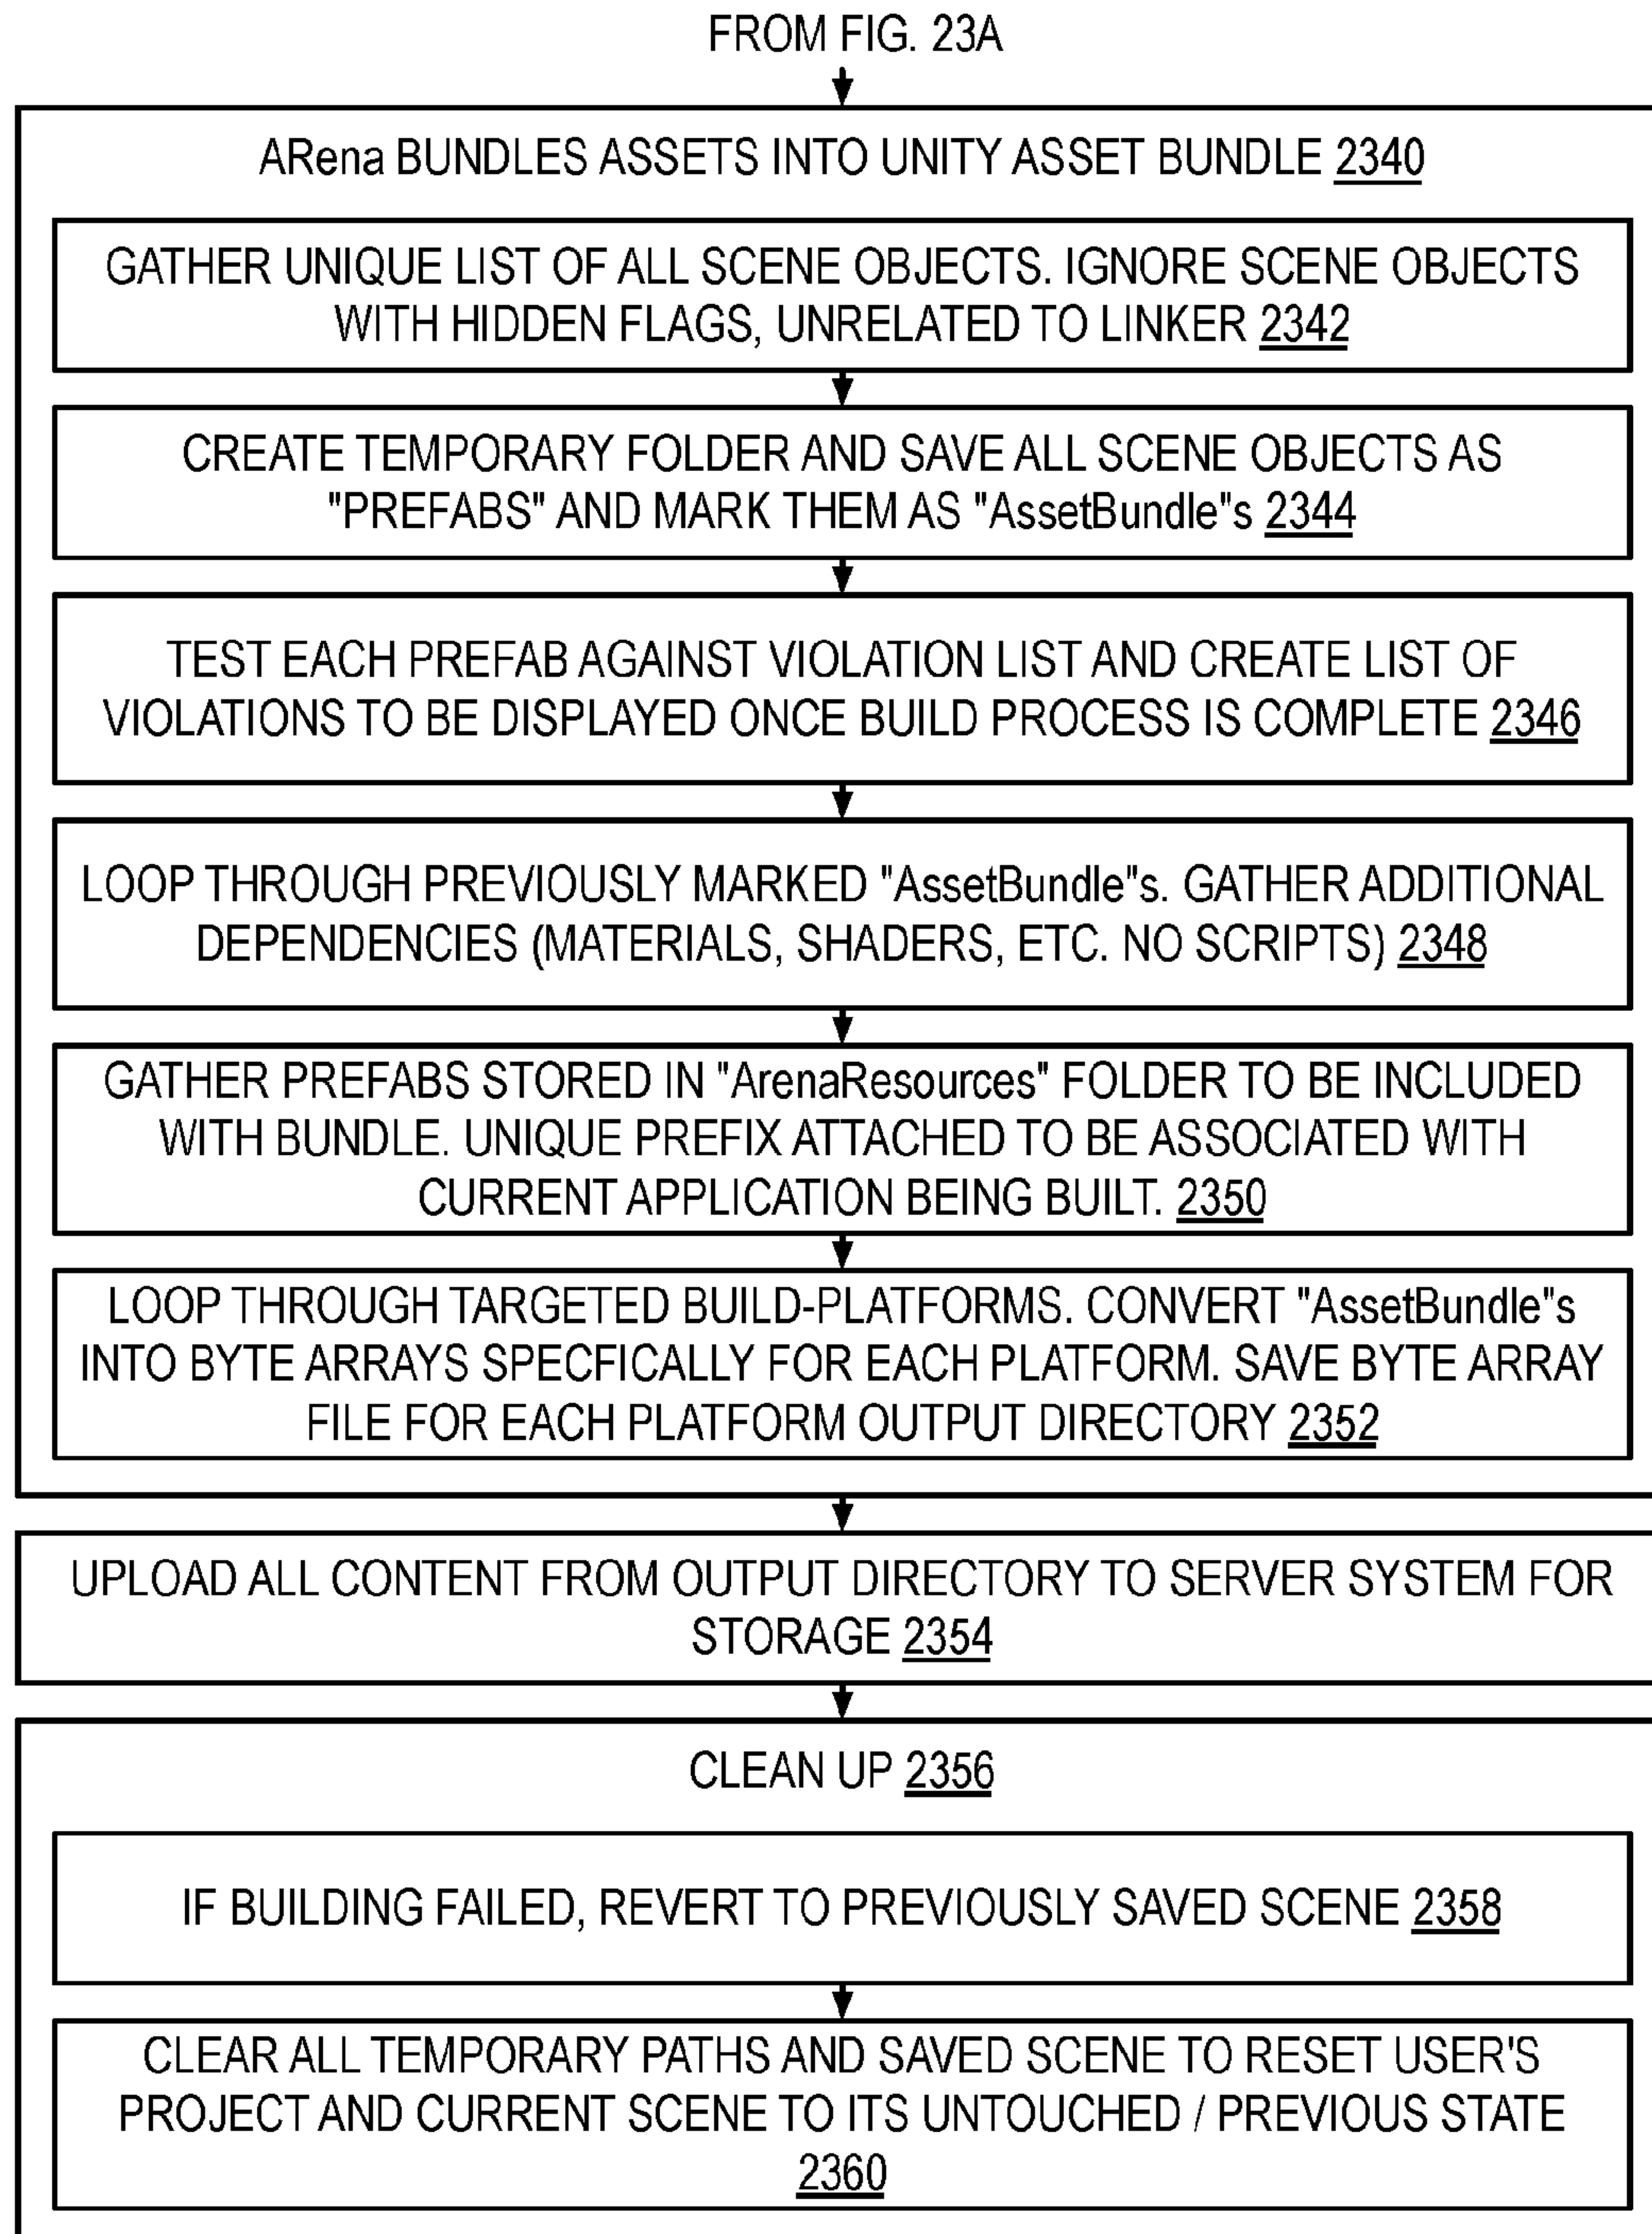 FROM FIG. 23A
ARena BUNDLES ASSETS INTO UNITY ASSET BUNDLE 2340
GATHER UNIQUE LIST OF ALL SCENE OBJECTS. IGNORE SCENE OBJECTS
WITH HIDDEN FLAGS, UNRELATED TO LINKER 2342
CREATE TEMPORARY FOLDER AND SAVE ALL SCENE OBJECTS AS
"PREFABS" AND MARK THEM AS "AssetBundle"s 2344
TEST EACH PREFAB AGAINST VIOLATION LIST AND CREATE LIST OF
VIOLATIONS TO BE DISPLAYED ONCE BUILD PROCESS IS COMPLETE 2346
LOOP THROUGH PREVIOUSLY MARKED "AssetBundle"s. GATHER ADDITIONAL
DEPENDENCIES (MATERIALS, SHADERS, ETC. NO SCRIPTS) 2348
GATHER PREFABS STORED IN "ArenaResources" FOLDER TO BE INCLUDED
WITH BUNDLE. UNIQUE PREFIX ATTACHED TO BE ASSOCIATED WITH
CURRENT APPLICATION BEING BUILT. 2350
LOOP THROUGH TARGETED BUILD-PLATFORMS. CONVERT "AssetBundle"s
INTO BYTE ARRAYS SPECFICALLY FOR EACH PLATFORM. SAVE BYTE ARRAY
FILE FOR EACH PLATFORM OUTPUT DIRECTORY 2352
UPLOAD ALL CONTENT FROM OUTPUT DIRECTORY TO SERVER SYSTEM FOR
STORAGE 2354
CLEAN UP 2356
IF BUILDING FAILED, REVERT TO PREVIOUSLY SAVED SCENE 2358
CLEAR ALL TEMPORARY PATHS AND SAVED SCENE TO RESET USER'S
PROJECT AND CURRENT SCENE TO ITS UNTOUCHED / PREVIOUS STATE
2360